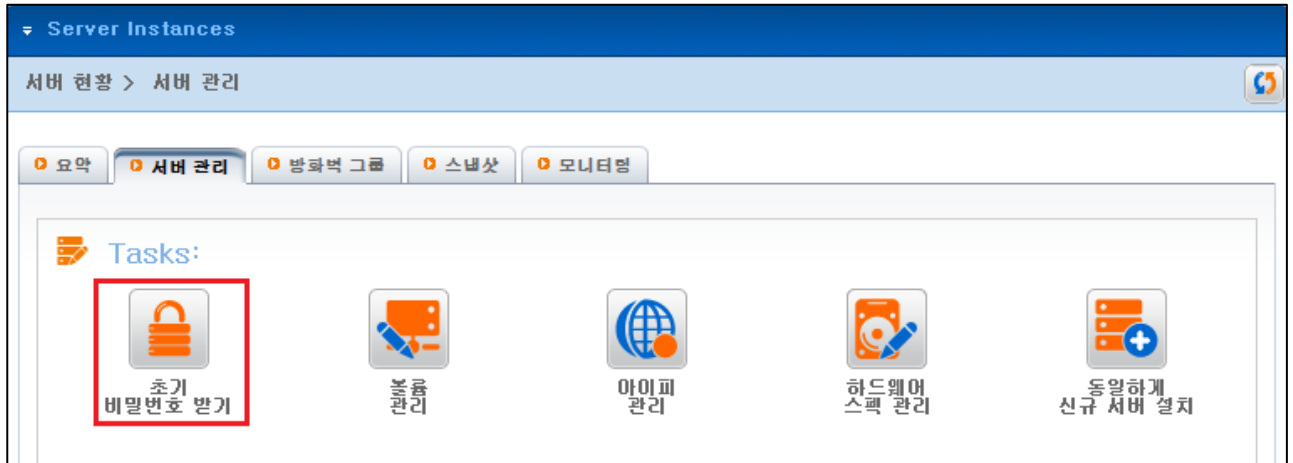 Server Instances
서버 현황 > 서버 관리
요약 서버 관리 방화벽 그룹 스냅샷 모니터링
Tasks:
초기 볼륨 아이피 하드웨어 동일하게
비밀번호 받기 관리 관리 스펙 관리 신규 서버 설치